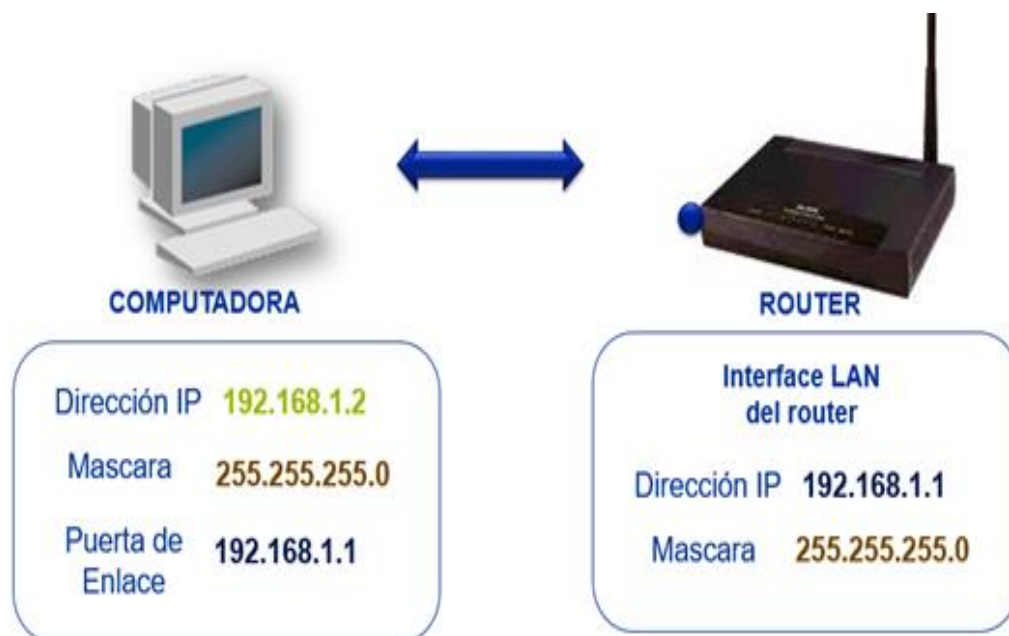 COMPUTADORA
Dirección IP 192.168.1.2
Mascara 255.255.255.0
Puerta de
Enlace 192.168.1.1
ROUTER
Interface LAN
del router
Dirección IP 192.168.1.1
Mascara 255.255.255.0